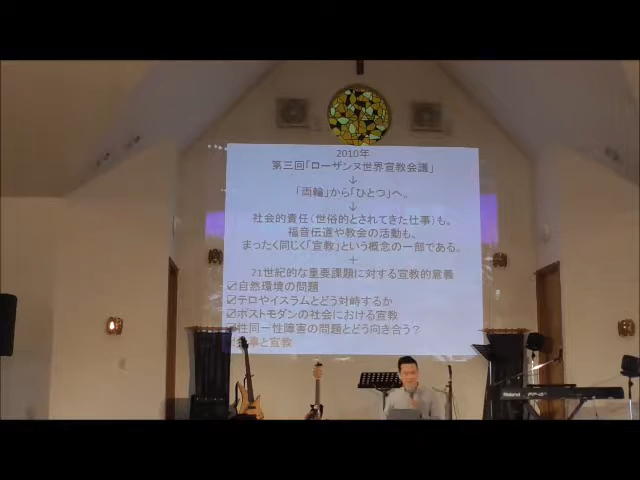 2010年
第三回「ローザンヌ世界宣教会議」
↓
「両輪」から「ひとつ」へ。
↓
社会的責任（世俗的とされてきた仕事）も。
福音伝道や教会の活動も、
まったく同じく「宣教」という概念の一部である。
＋
21世紀的な重要課題に対する宣教的意義
☑自然環境の問題
☑テロやイスラムとどう対峙するか
☑ポストモダンの社会における宣教
☑性同一性障害の問題とどう向き合う？
事と宣教
Roland FP-4F